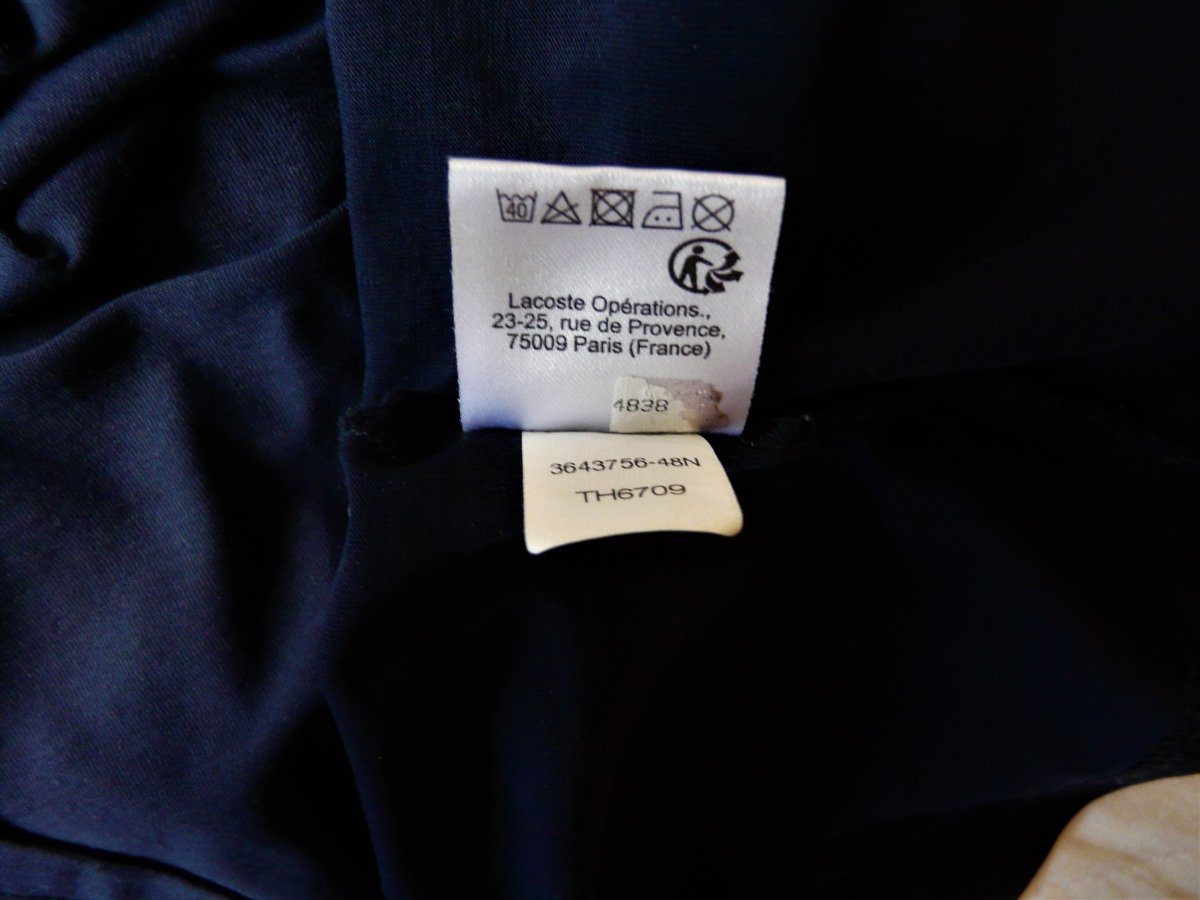 40
Lacoste Opérations.,
23-25, rue de Provence,
75009 Paris (France)
4838
3643756-48N
TH6709